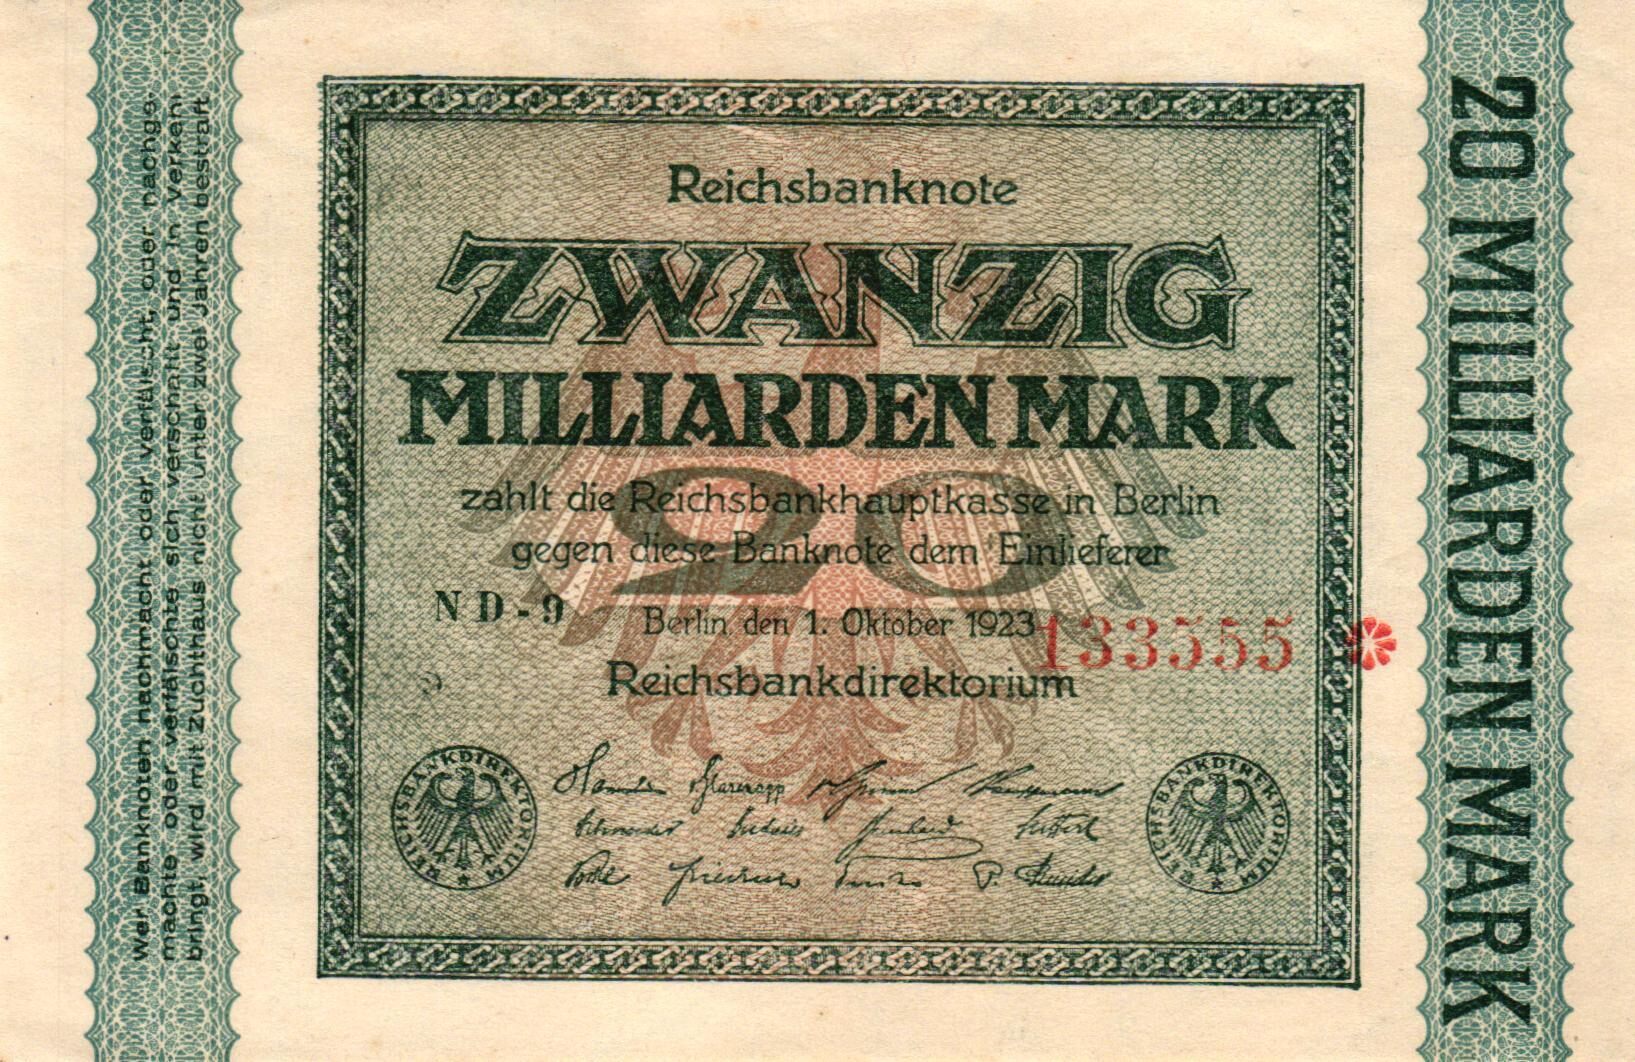 Wer Banknoten nachmacht oder verfälscht, oder nachge-
machte oder verfälschte sich verschafft und in Verkehr
bringt, wird mit Zuchthaus nicht unter zwei Jahren bestraft
Reichsbanknote
ZWANZIG
MILLIARDEN MARK
20
zahlt die Reichsbankhauptkasse in Berlin
gegen diese Banknote dem Einlieferer
ND-9
Berlin, den 1. Oktober 1923
133555
Reichsbankdirektorium
REICHSBANKDIREKTORIUM
REICHSBANKDIREKTORIUM
20 MILLIARDEN MARK